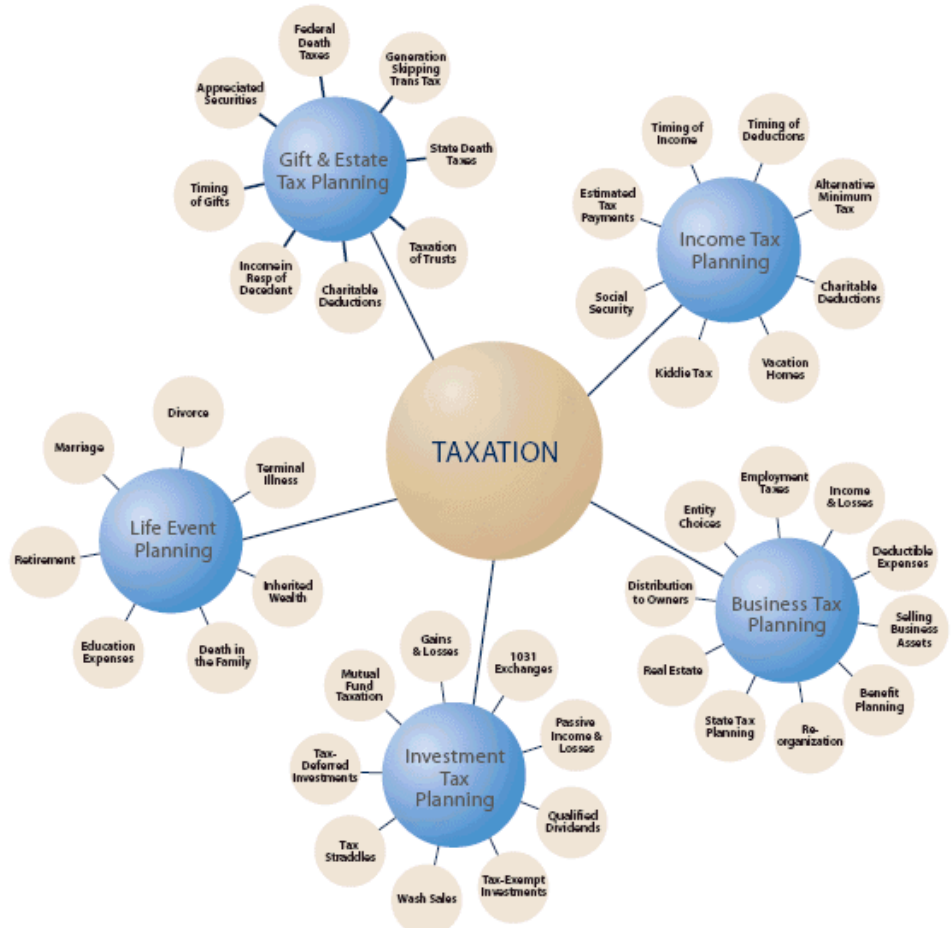 Federal
Death
Taxes
Generation
Skipping
Trans Tax
Appreciated
Securities
State Death
Taxes
Gift & Estate
Tax Planning
Timing
of Gifts
Taxation
of Trusts
Income in
Resp of
Decedent
Charitable
Deductions
Timing of
Income
Timing of
Deductions
Estimated
Tax
Payments
Alternative
Minimum
Tax
Income Tax
Planning
Social
Security
Charitable
Deductions
Kiddie Tax
Vacation
Homes
TAXATION
Divorce
Marriage
Terminal
Illness
Life Event
Planning
Retirement
Inherited
Wealth
Education
Expenses
Death in
the Family
Employment
Taxes
Income
& Losses
Entity
Choices
Deductible
Expenses
Distribution
to Owners
Business Tax
Planning
Selling
Business
Assets
Real Estate
Benefit
Planning
State Tax
Planning
Re-
organization
Gains
& Losses
1031
Exchanges
Mutual
Fund
Taxation
Passive
Income &
Losses
Tax-
Deferred
Investments
Investment
Tax
Planning
Qualified
Dividends
Tax
Straddles
Tax-Exempt
Investments
Wash Sales